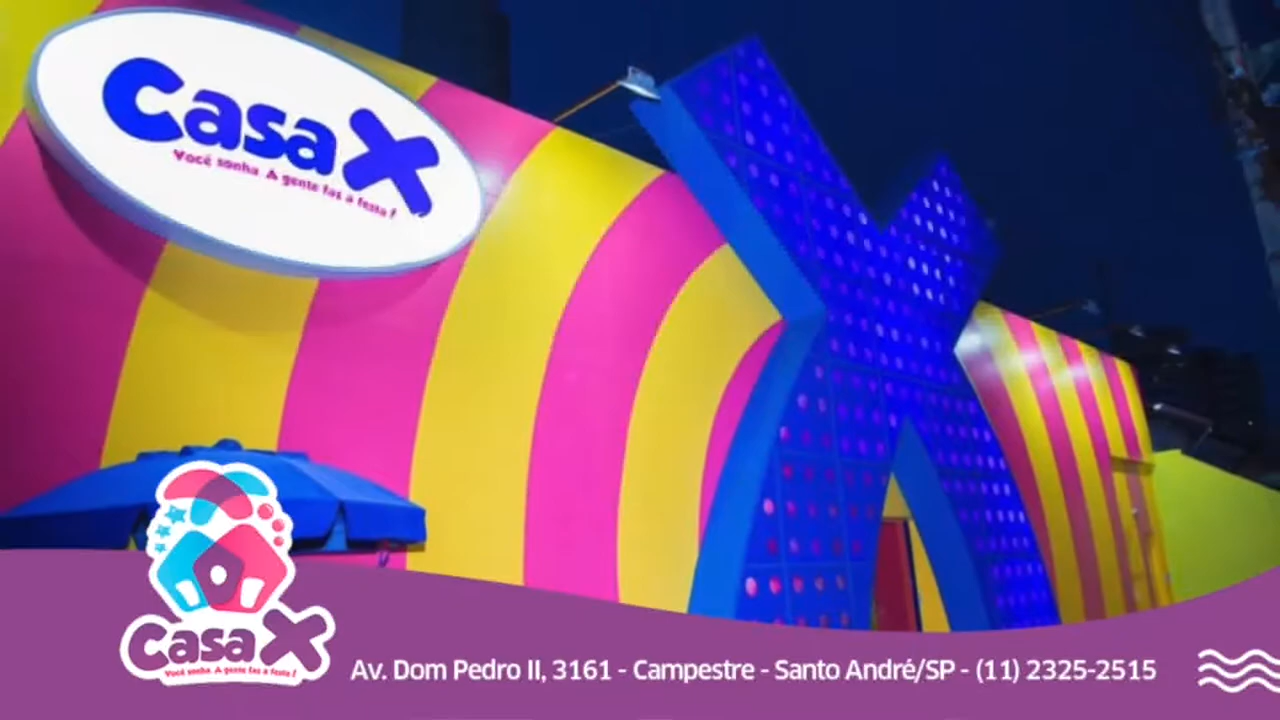 Casa X
Você sonha A gente faz a festa!
Casa X
Você sonha A gente faz a festa!
Av. Dom Pedro II, 3161 - Campestre - Santo André/SP - (11) 2325-2515